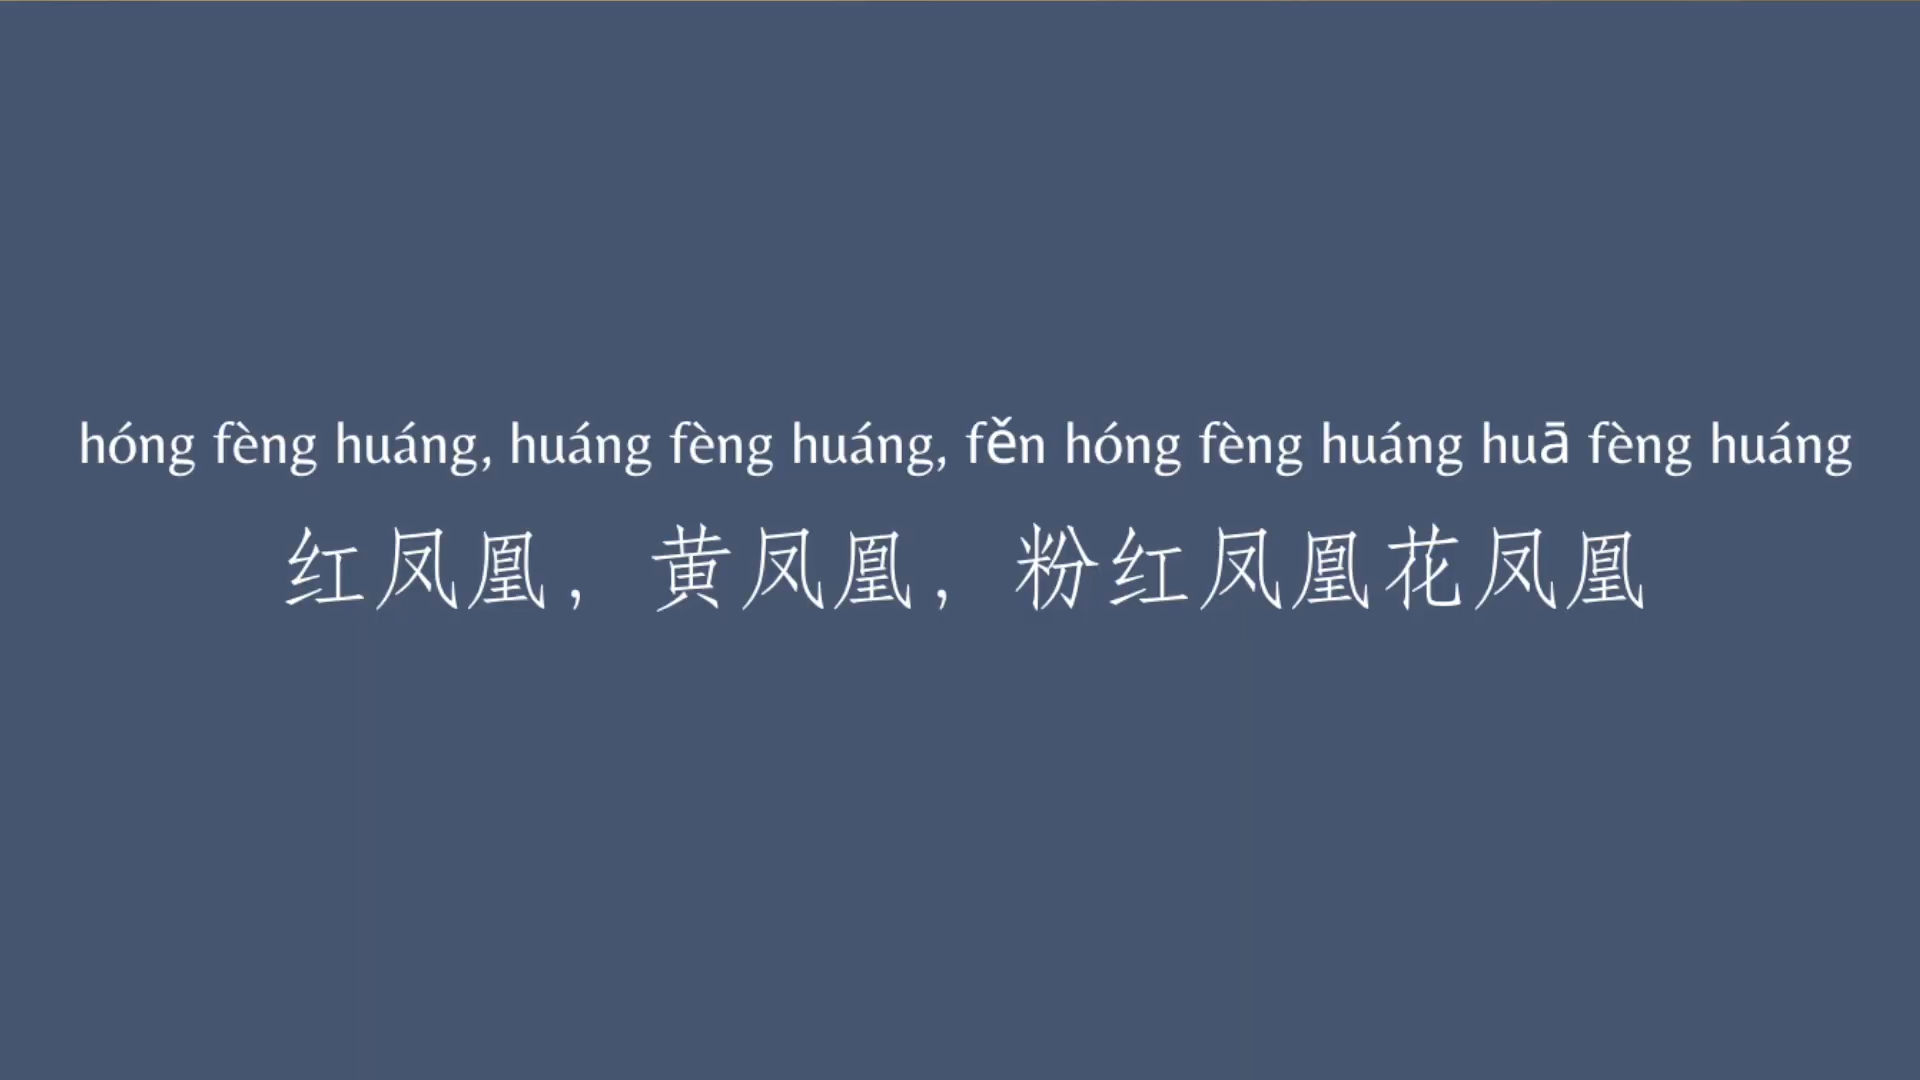 hóng fèng huáng, huáng fèng huáng, fěn hóng fèng huáng huā fèng huáng
红凤凰，黄凤凰，粉红凤凰花凤凰